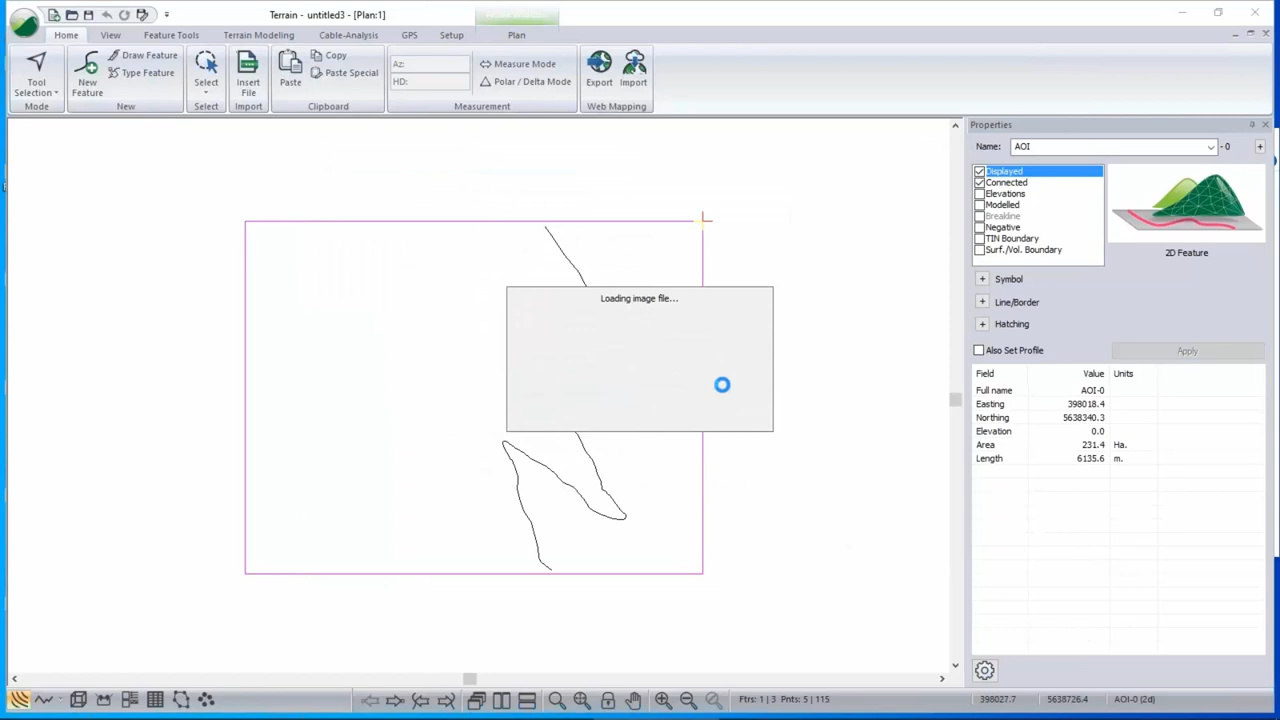 Terrain - untitled3 - [Plan:1]
Home View Feature Tools Terrain Modeling Cable-Analysis GPS Setup Plan
Tool Selection
Mode
New Feature
Draw Feature
Type Feature
New
Select
Select
Insert File
Import
Paste
Copy
Paste Special
Clipboard
Az:
HD:
Measure Mode
Polar / Delta Mode
Measurement
Export
Import
Web Mapping
Loading image file...
Properties
Name: AOI - 0 +
Displayed
Connected
Elevations
Modelled
Breakline
Negative
TIN Boundary
Surf./Vol. Boundary
2D Feature
+ Symbol
+ Line/Border
+ Hatching
Also Set Profile Apply
Field Value Units
Full name AOI-0
Easting 398018.4
Northing 5638340.3
Elevation 0.0
Area 231.4 Ha.
Length 6135.6 m.
Ftrs: 1 | 3 Pnts: 5 | 115 398027.7 5638726.4 AOI-0 (2d)